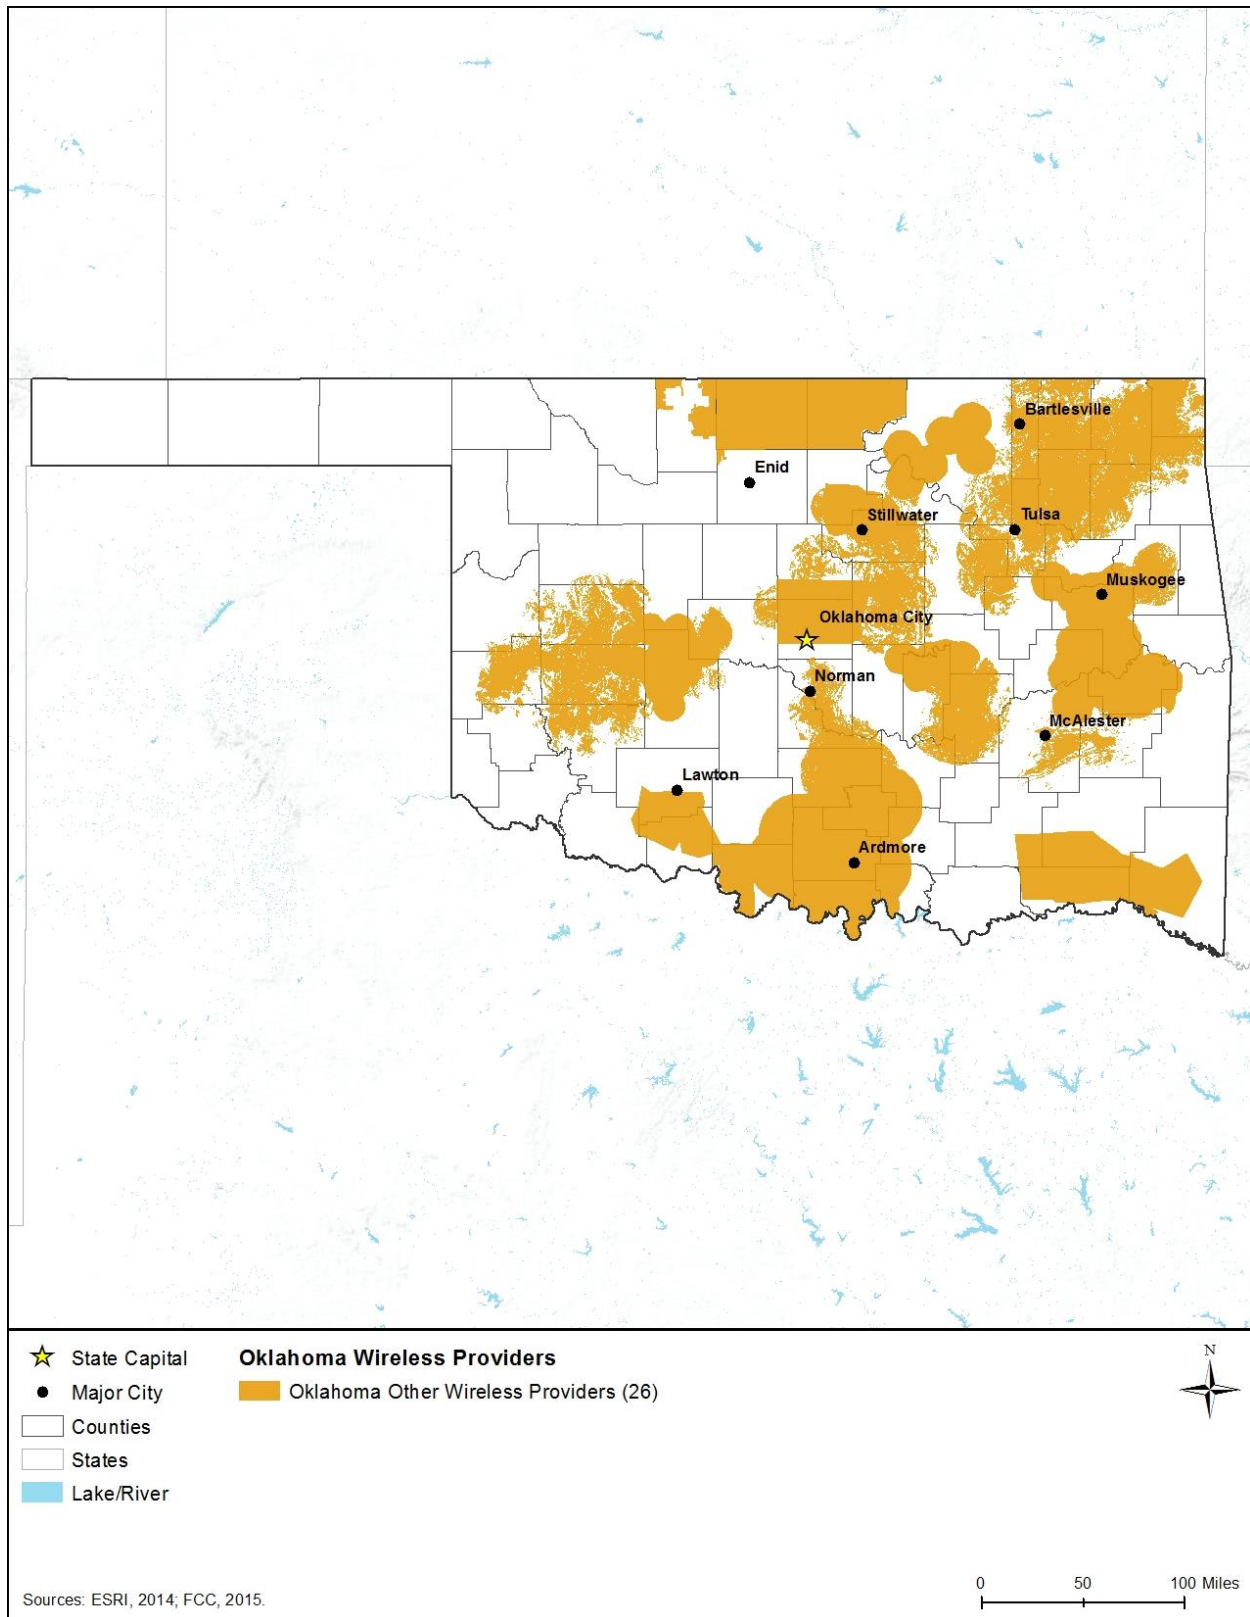 Bartlesville
Enid
Stillwater
Tulsa
Muskogee
Oklahoma City
Norman
McAlester
Lawton
Ardmore
State Capital
Major City
Counties
States
Lake/River
Oklahoma Wireless Providers
Oklahoma Other Wireless Providers (26)
N
0 50 100 Miles
Sources: ESRI, 2014; FCC, 2015.